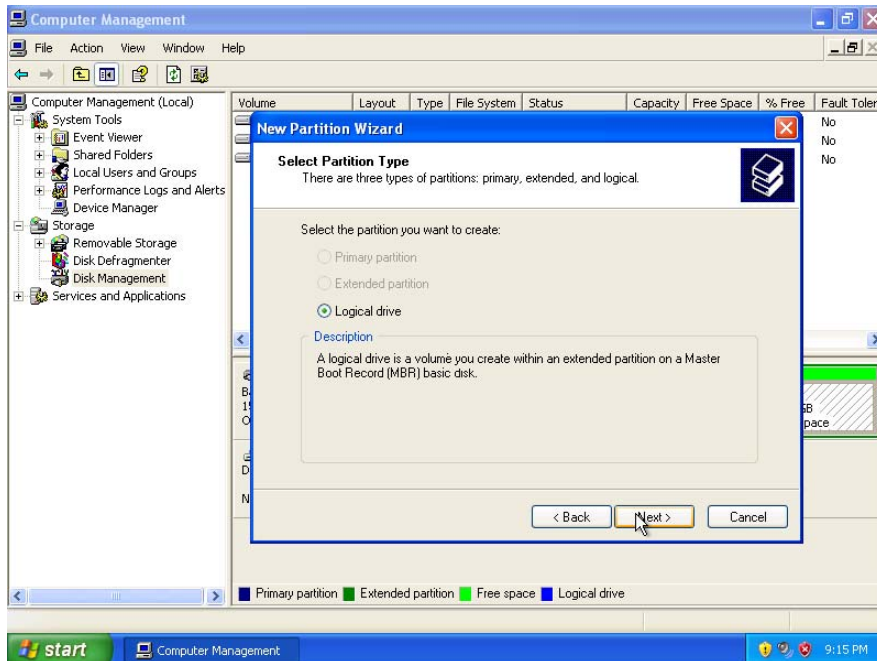 Computer Management
File Action View Window Help
Computer Management (Local)
System Tools
Event Viewer
Shared Folders
Local Users and Groups
Performance Logs and Alerts
Device Manager
Storage
Removable Storage
Disk Defragmenter
Disk Management
Services and Applications
Volume Layout Type File System Status Capacity Free Space % Free Fault Toler
No
No
No
New Partition Wizard
Select Partition Type
There are three types of partitions: primary, extended, and logical.
Select the partition you want to create:
Primary partition
Extended partition
Logical drive
Description
A logical drive is a volume you create within an extended partition on a Master
Boot Record (MBR) basic disk.
< Back Next > Cancel
GB
pace
Primary partition Extended partition Free space Logical drive
start Computer Management 9:15 PM